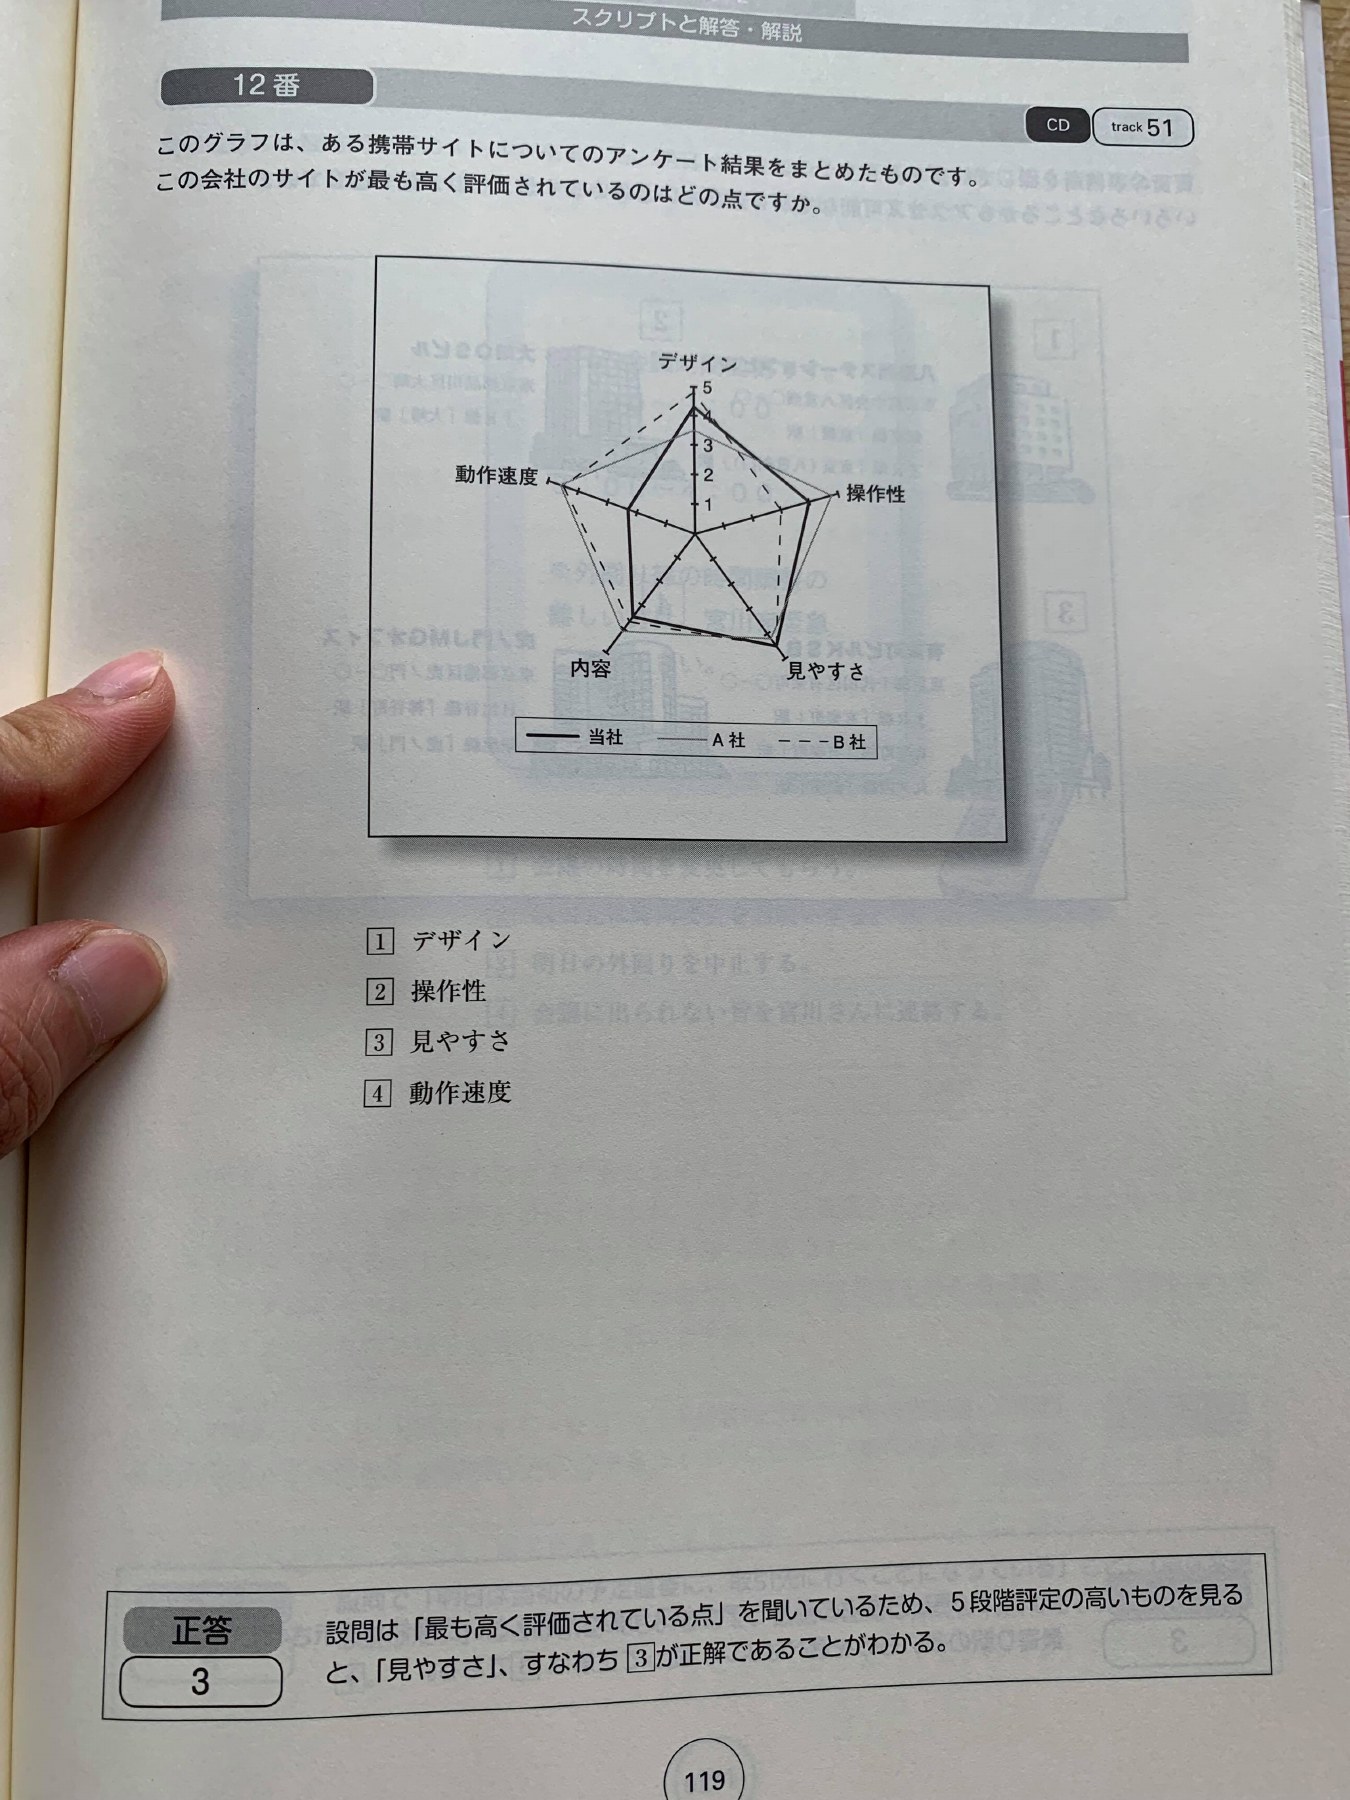 スクリプトと解答・解説
12番
CD track 51
このグラフは、ある携帯サイトについてのアンケート結果をまとめたものです。
この会社のサイトが最も高く評価されているのはどの点ですか。
デザイン
5
4
3
2
1
動作速度
操作性
内容
見やすさ
当社 A社 B社
1 デザイン
2 操作性
3 見やすさ
4 動作速度
正答
3
設問は「最も高く評価されている点」を聞いているため、5段階評定の高いものを見る
と、「見やすさ」、すなわち3が正解であることがわかる。
119